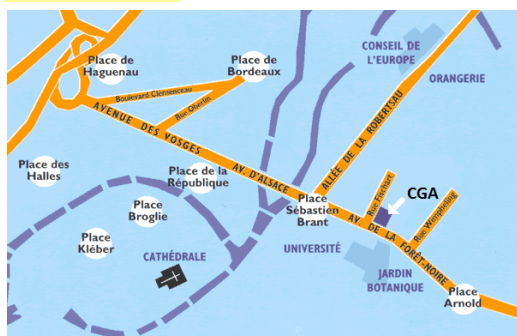 Place de
Haguenau
Place de
Bordeaux
CONSEIL DE
L'EUROPE
ORANGERIE
Boulevard Clémenceau
Rue Oberlin
AVENUE DES VOSGES
AV. D'ALSACE
ALLÉE DE LA ROBERTSAU
Place des
Halles
Place de la
République
Place
Broglie
Place
Kléber
CATHÉDRALE
Place
Sébastien
Brant
UNIVERSITÉ
CGA
Rue Fischart
AV. DE LA FORÊT-NOIRE
Rue Wimpheling
JARDIN
BOTANIQUE
Place
Arnold